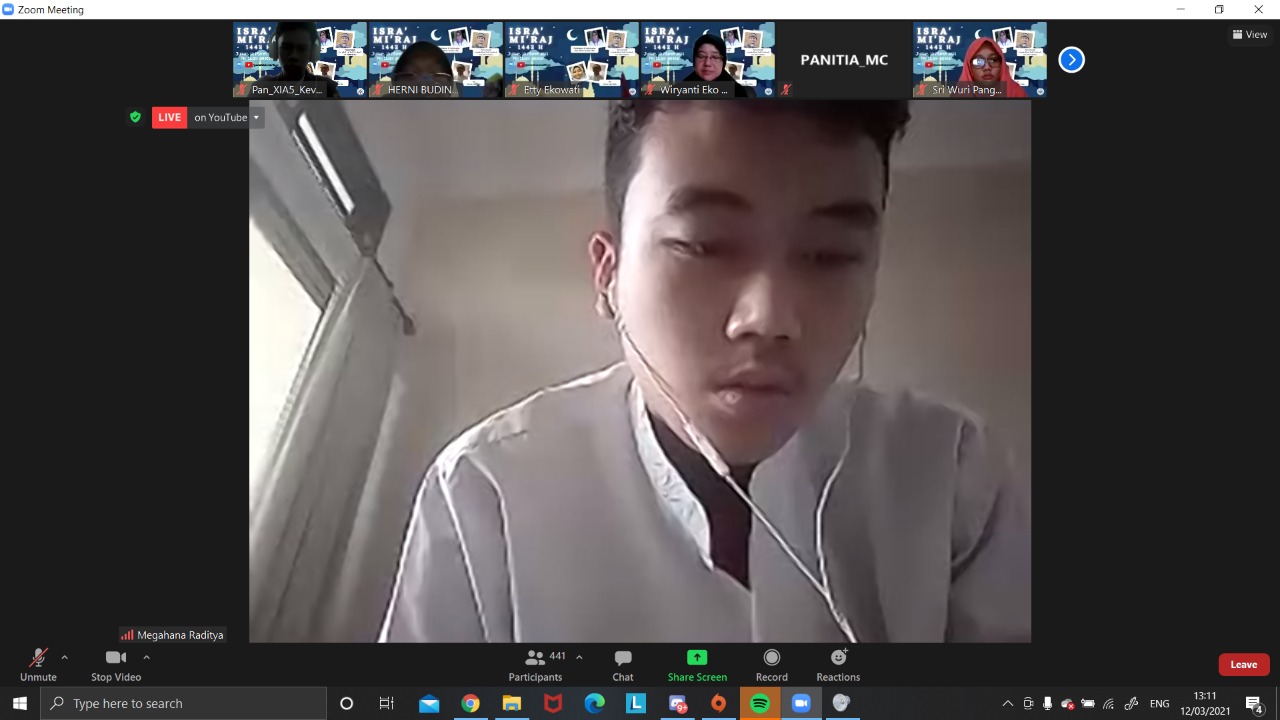 Zoom Meeting
ISRA'
MI'RAJ
1442 H
ISRA'
MI'RAJ
1442 H
ISRA'
MI'RAJ
1442 H
ISRA'
MI'RAJ
1442 H
PANITIA_MC
ISRA'
MI'RAJ
1442 H
View
Pan_XIA5_Kev...
HERNI BUDIN...
Etty Ekowati
Wiryanti Eko ...
Sri Wuri Pang...
LIVE on YouTube
Megahana Raditya
441
Unmute
Stop Video
Participants
Chat
Share Screen
Record
Reactions
Leave
Type here to search
L
9+
ENG
13:11
12/03/2021
4